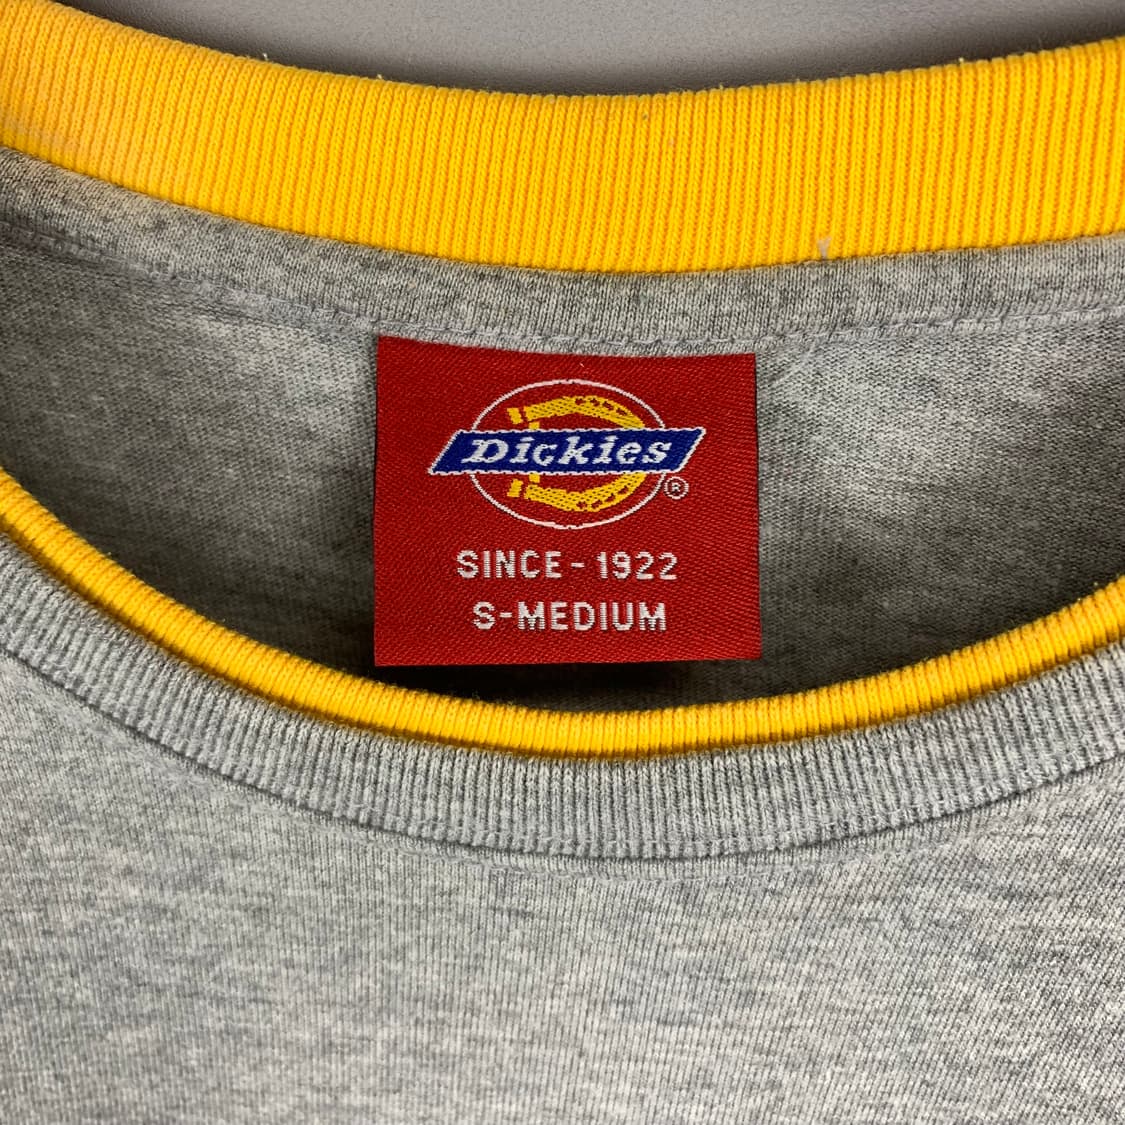 Dickies
®
SINCE - 1922
S-MEDIUM